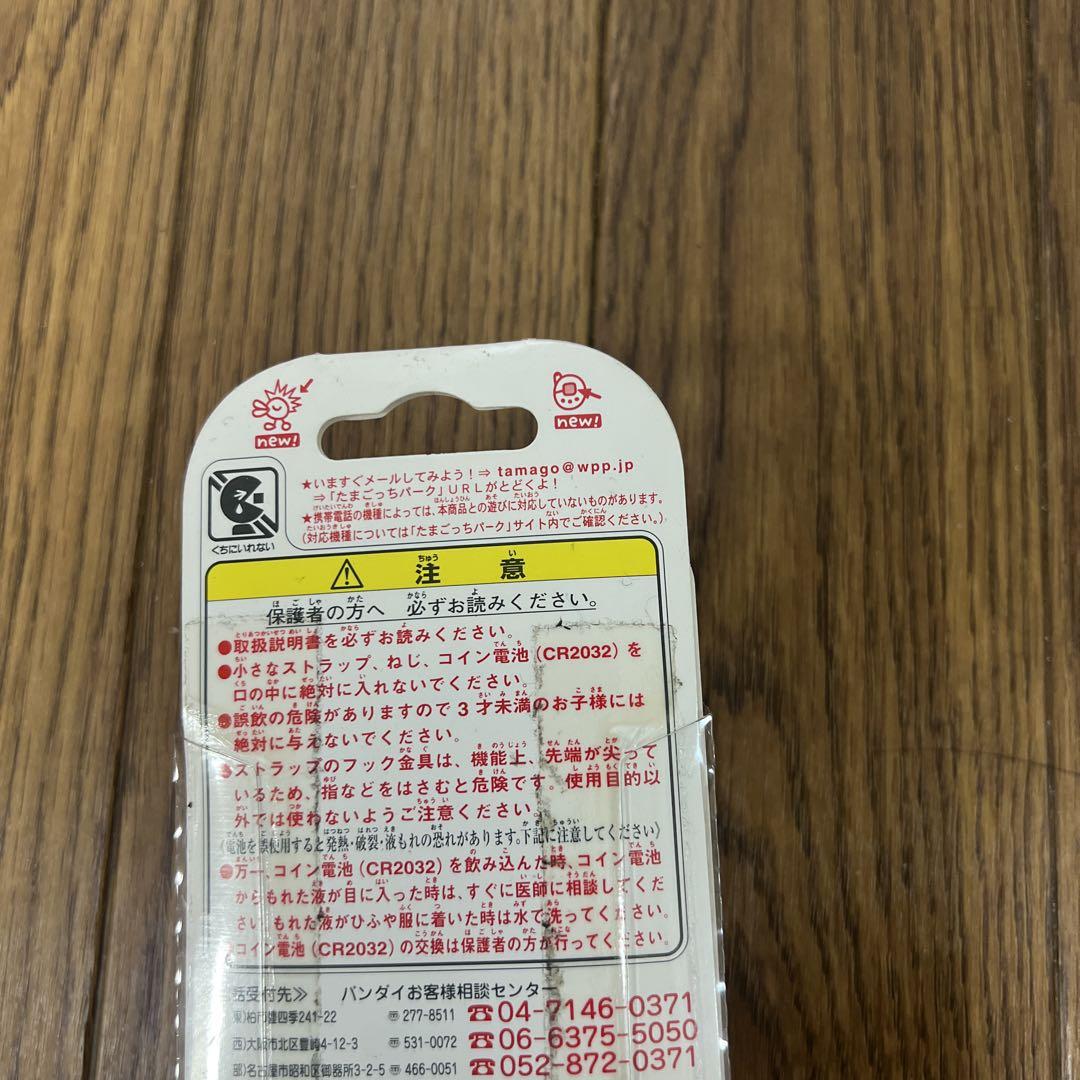 new!
new!
★いますぐメールしてみよう!⇒ tamago@wpp.jp
⇒「たまごっちパーク」URLがとどくよ!
★携帯電話の機種によっては、本商品との遊びに対応していないものがあります。
(対応機種については「たまごっちパーク」サイト内でご確認ください。)
くちにいれない
⚠ 注意
保護者の方へ 必ずお読みください。
●取扱説明書を必ずお読みください。
●小さなストラップ、ねじ、コイン電池(CR2032)を
口の中に絶対に入れないでください。
●誤飲の危険がありますので3才未満のお子様には
絶対に与えないでください。
●ストラップのフック金具は、機能上、先端が尖って
いるため、指などをはさむと危険です。使用目的以
外では使わないようご注意ください。
(電池を誤使用すると発熱・破裂・液もれの恐れがあります。下記に注意してください)
●万一、コイン電池(CR2032)を飲み込んだ時、コイン電池
からもれた液が目に入った時は、すぐに医師に相談してくだ
さい。もれた液がひふや服に着いた時は水で洗ってください。
●コイン電池(CR2032)の交換は保護者の方が行ってください。
受付先≫ バンダイお客様相談センター
東)柏市豊四季241-22 〠277-8511 ☎04-7146-0371
西)大阪市北区豊崎4-12-3 〠531-0072 ☎06-6375-5050
部)名古屋市昭和区御器所3-2-5 〠466-0051 ☎052-872-0371